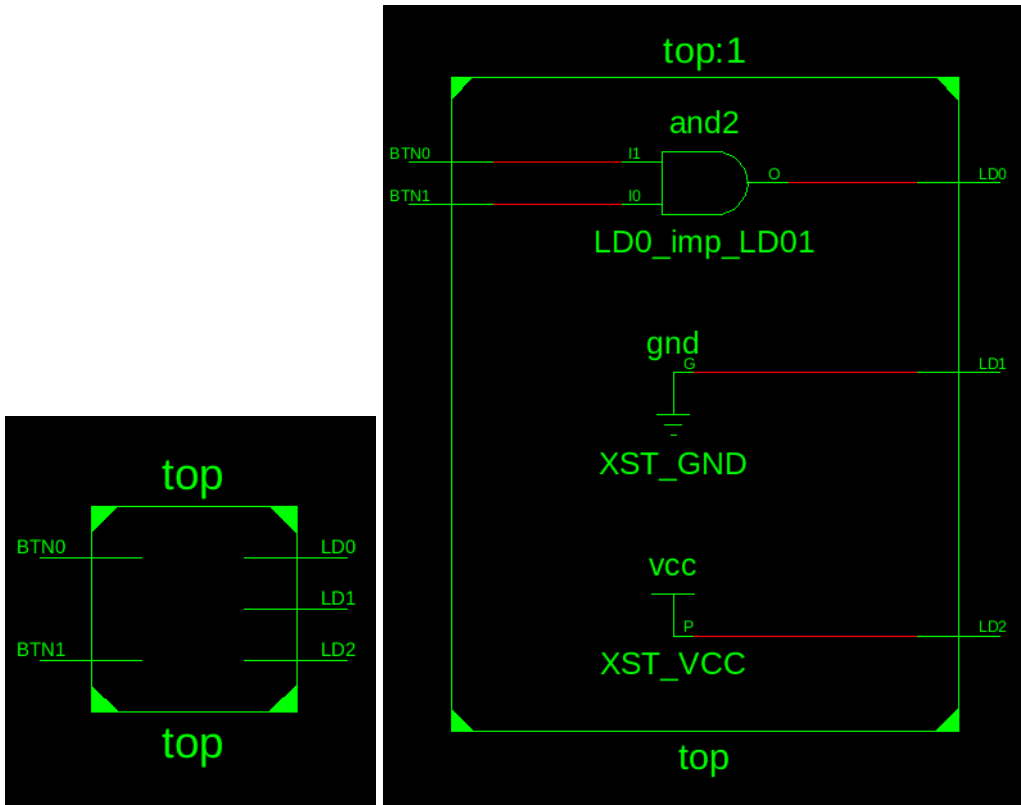 top
BTN0
LD0
LD1
BTN1
LD2
top
top:1
and2
BTN0
I1
O
LD0
BTN1
I0
LD0_imp_LD01
gnd
G
LD1
XST_GND
vcc
P
LD2
XST_VCC
top